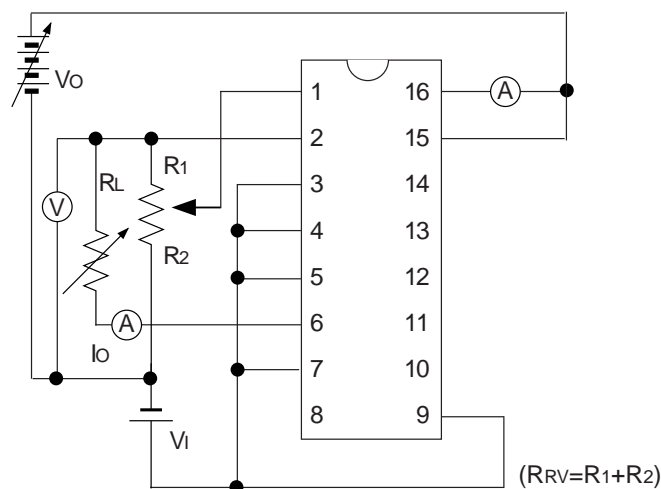 VO
1 16 A
2 15
R1
RL
3 14
V
4 13
R2
5 12
A
6 11
IO
7 10
8 9
VI
(RRV=R1+R2)